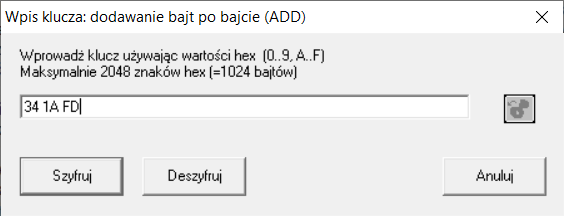 Wpis klucza: dodawanie bajt po bajcie (ADD)
Wprowadź klucz używając wartości hex (0..9, A..F)
Maksymalnie 2048 znaków hex (=1024 bajtów)
34 1A FD
Szyfruj
Deszyfruj
Anuluj